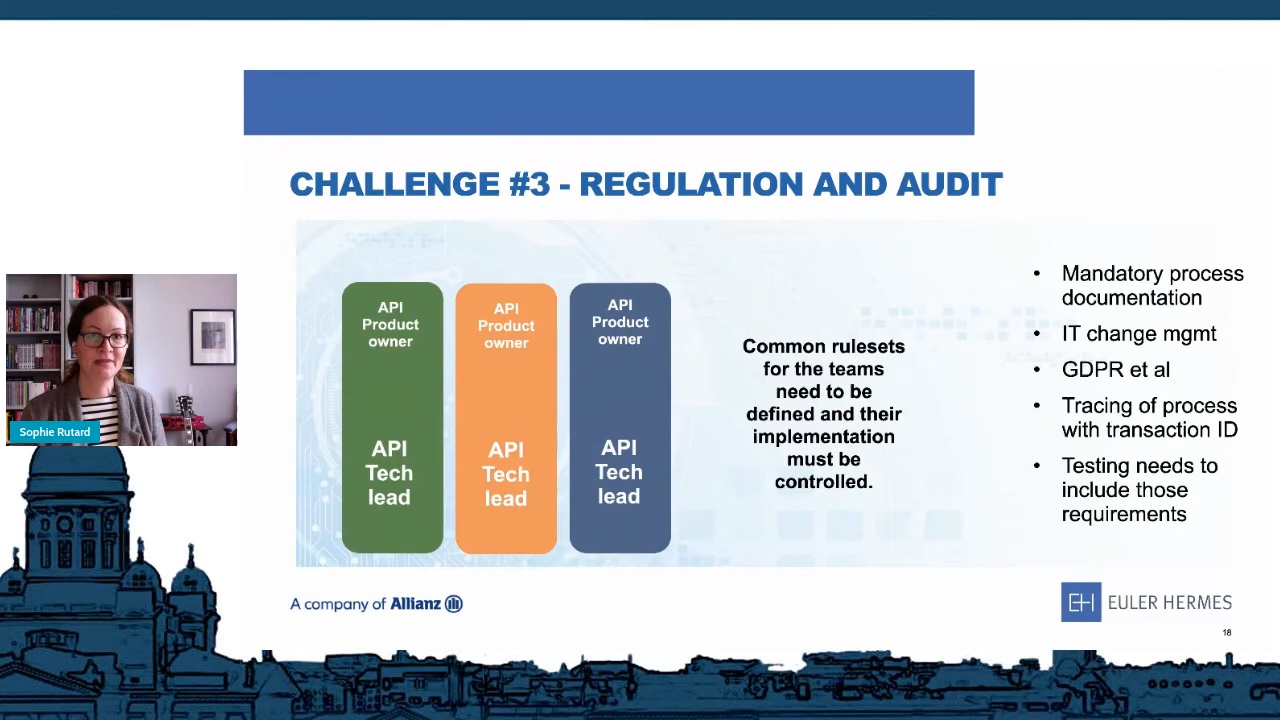 CHALLENGE #3 - REGULATION AND AUDIT
API
Product
owner
API
Tech
lead
API
Product
owner
API
Tech
lead
API
Product
owner
API
Tech
lead
Common rulesets
for the teams
need to be
defined and their
implementation
must be
controlled.
• Mandatory process
documentation
• IT change mgmt
• GDPR et al
• Tracing of process
with transaction ID
• Testing needs to
include those
requirements
Sophie Rutard
A company of Allianz
EH EULER HERMES
18